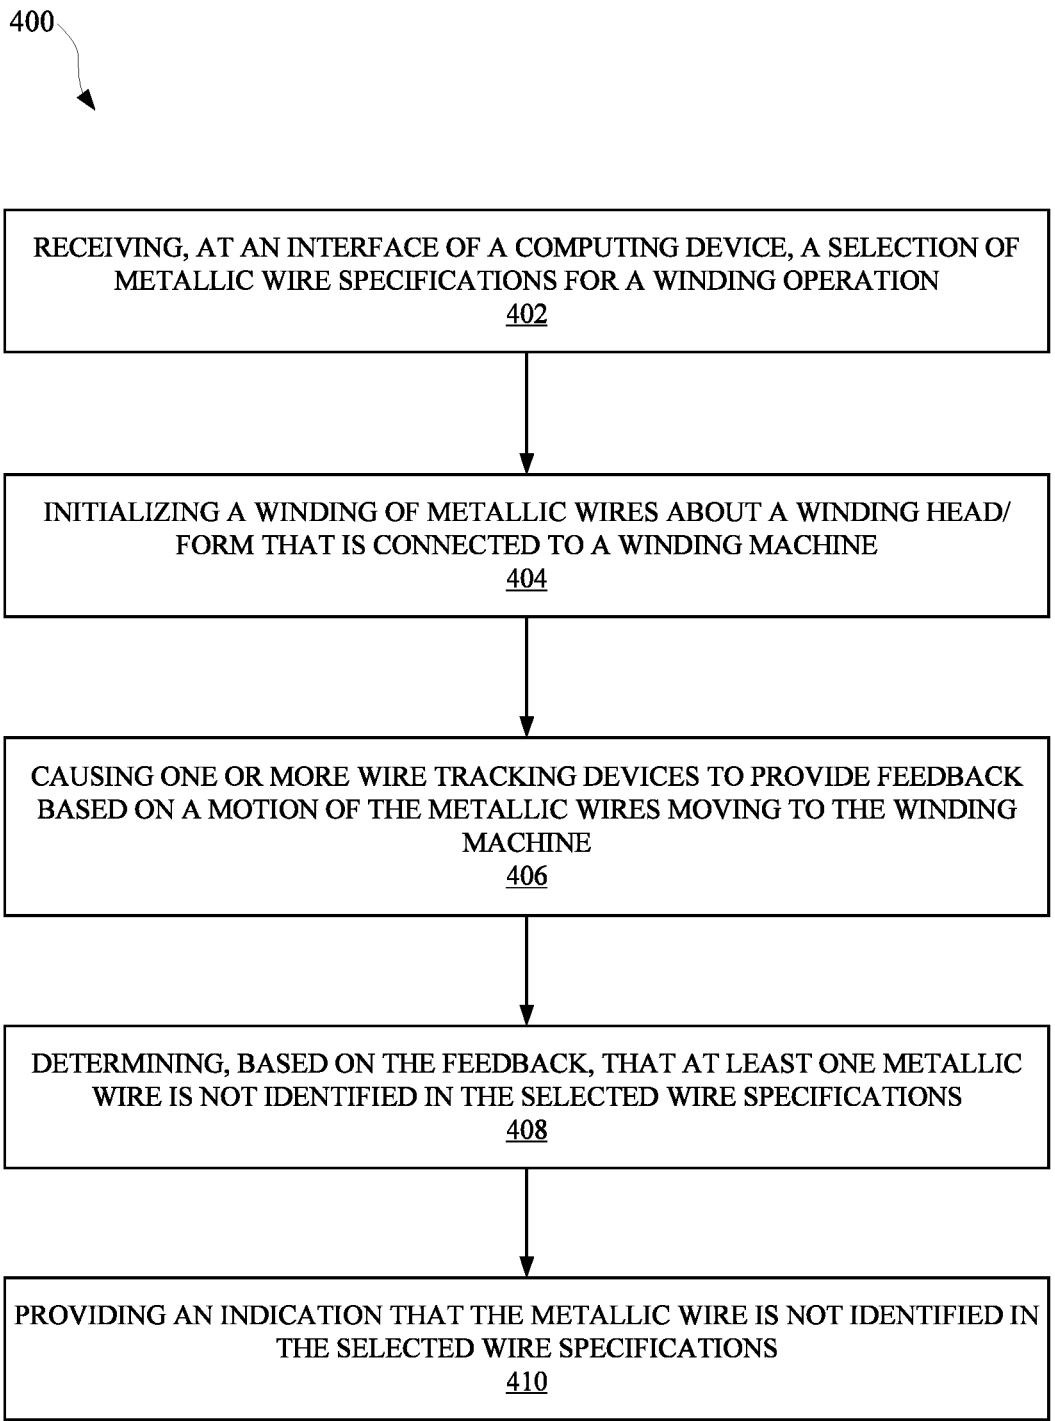 400
RECEIVING, AT AN INTERFACE OF A COMPUTING DEVICE, A SELECTION OF
METALLIC WIRE SPECIFICATIONS FOR A WINDING OPERATION
402
INITIALIZING A WINDING OF METALLIC WIRES ABOUT A WINDING HEAD/
FORM THAT IS CONNECTED TO A WINDING MACHINE
404
CAUSING ONE OR MORE WIRE TRACKING DEVICES TO PROVIDE FEEDBACK
BASED ON A MOTION OF THE METALLIC WIRES MOVING TO THE WINDING
MACHINE
406
DETERMINING, BASED ON THE FEEDBACK, THAT AT LEAST ONE METALLIC
WIRE IS NOT IDENTIFIED IN THE SELECTED WIRE SPECIFICATIONS
408
PROVIDING AN INDICATION THAT THE METALLIC WIRE IS NOT IDENTIFIED IN
THE SELECTED WIRE SPECIFICATIONS
410